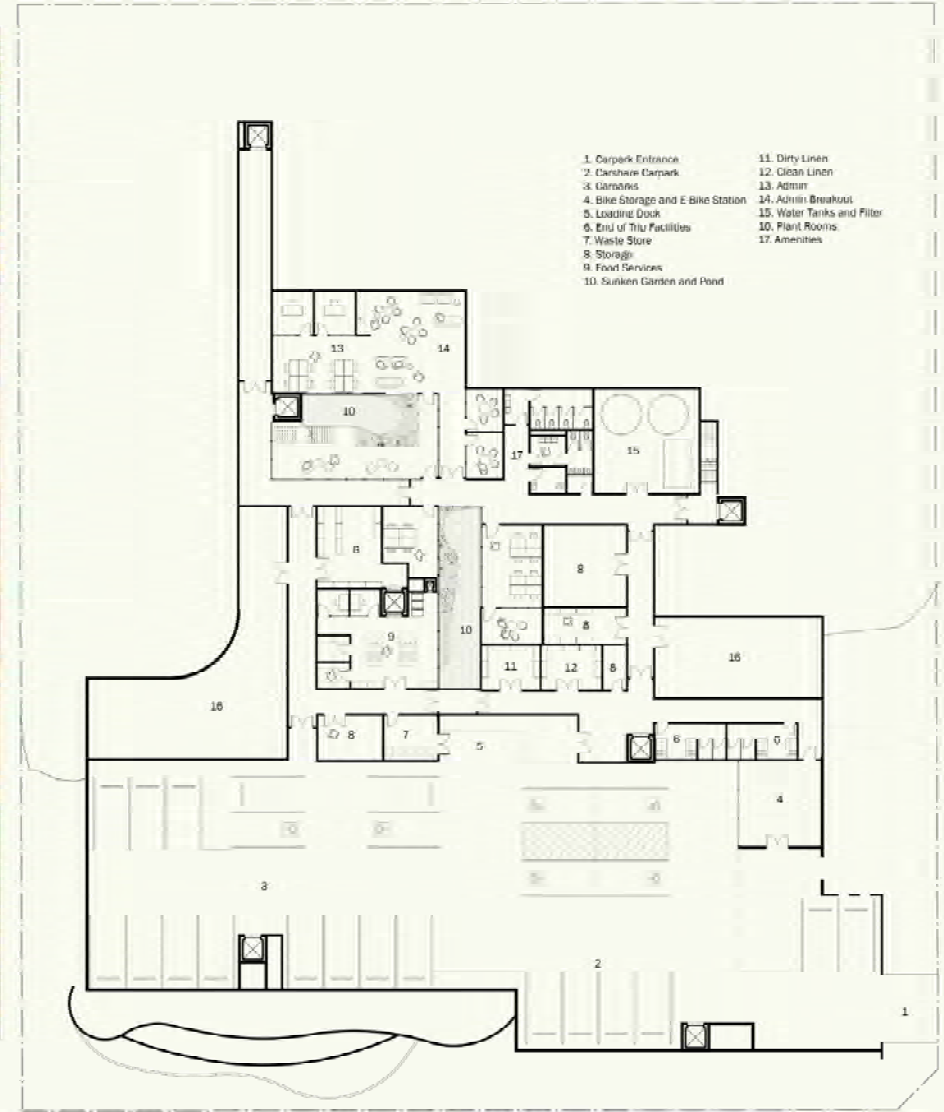 1. Carpark Entrance
2. Carshare Carpark
3. Carparks
4. Bike Storage and E Bike Station
5. Loading Dock
6. End of Trip Facilities
7. Waste Store
8. Storage
9. Food Services
10. Sunken Garden and Pond
11. Dirty Linen
12. Clean Linen
13. Admin
14. Admin Breakout
15. Water Tanks and Filter
16. Plant Rooms
17. Amenities
13
14
10
17
15
8
8
9
10
8
11
12
8
16
16
8
7
5
6
6
4
3
2
1